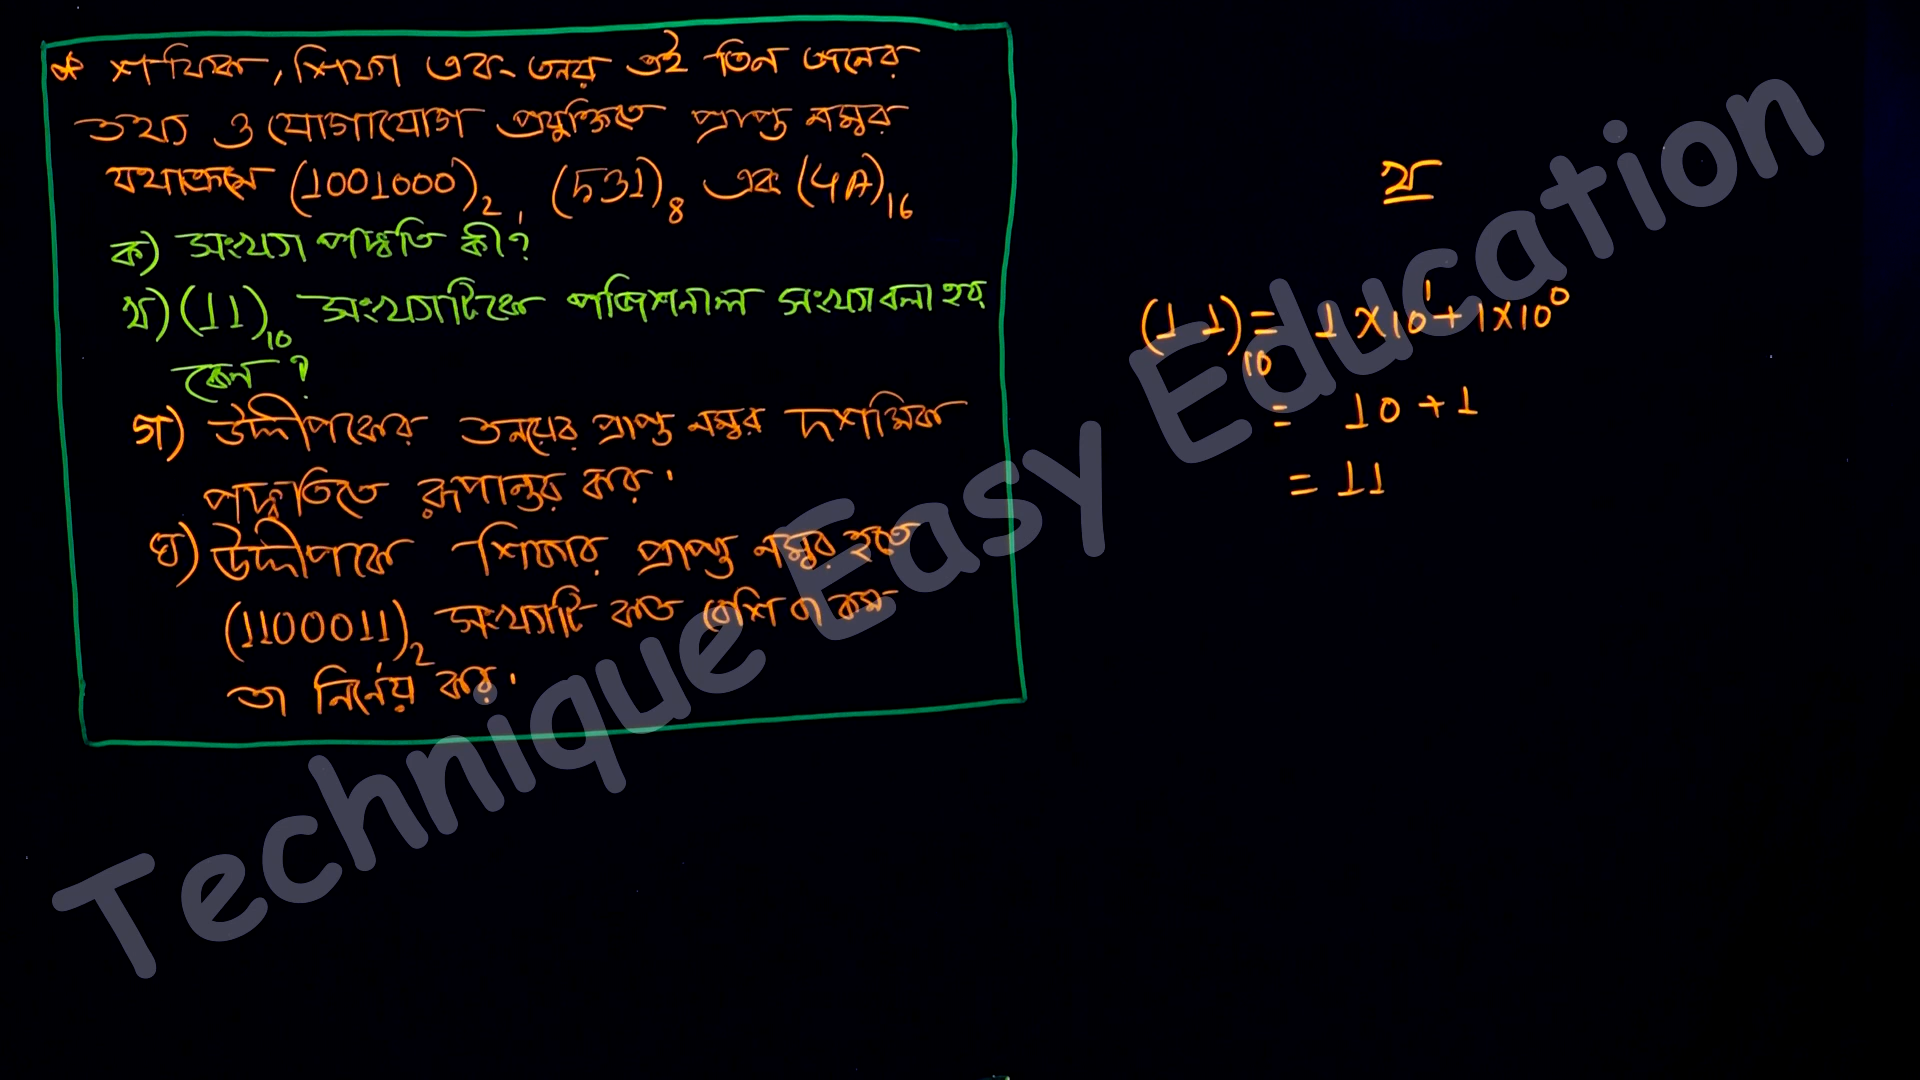 * শফিক, শিফা এবং তনয় এই তিন জনের
তথ্য ও যোগাযোগ প্রযুক্তিতে প্রাপ্ত নম্বর
যথাক্রমে (1001000)₂, (531)₈ এবং (4A)₁₆
ক) সংখ্যা পদ্ধতি কী?
খ) (11)₁₀ সংখ্যাটিকে পজিশনাল সংখ্যা বলা হয়
কেন?
গ) উদ্দীপকের তনয়ের প্রাপ্ত নম্বর দশমিক
পদ্ধতিতে রূপান্তর কর।
ঘ) উদ্দীপকে শিফার প্রাপ্ত নম্বর হতে
(1100011)₂ সংখ্যাটি কত বেশি বা কম
তা নির্ণয় কর।
খ
(11)₁₀ = 1×10¹ + 1×10⁰
= 10 + 1
= 11
Technique Easy Education